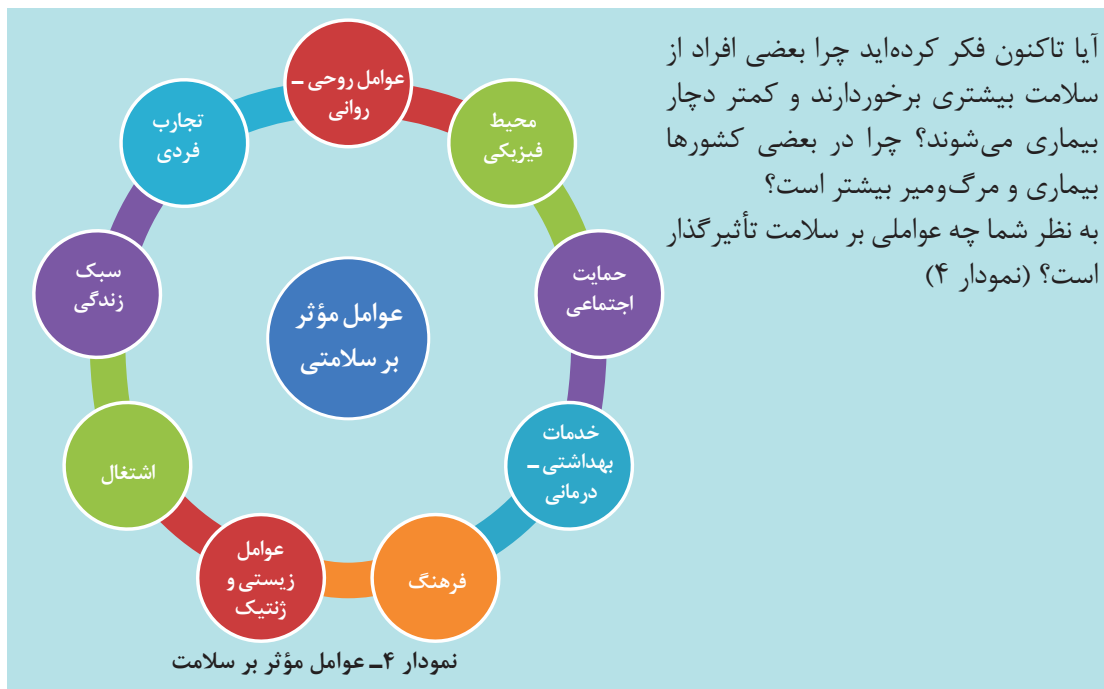 آیا تاکنون فکر کرده‌اید چرا بعضی افراد از
سلامت بیشتری برخوردارند و کمتر دچار
بیماری می‌شوند؟ چرا در بعضی کشورها
بیماری و مرگ‌ومیر بیشتر است؟
به نظر شما چه عواملی بر سلامت تأثیرگذار
است؟ (نمودار ۴)
عوامل مؤثر
بر سلامتی
عوامل روحی ـ
روانی
محیط
فیزیکی
حمایت
اجتماعی
خدمات
بهداشتی ـ
درمانی
فرهنگ
عوامل
زیستی و
ژنتیک
اشتغال
سبک
زندگی
تجارب
فردی
نمودار ۴ـ عوامل مؤثر بر سلامت